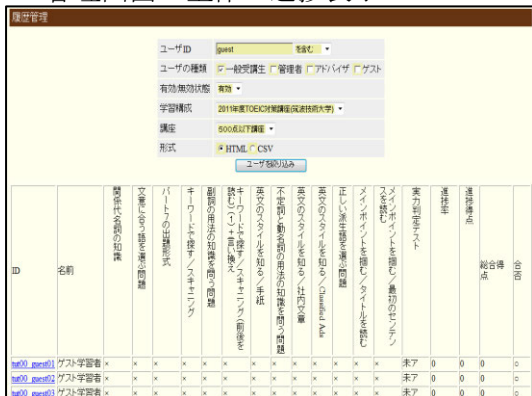 履歴管理
ユーザID guest を含む
ユーザの種類 一般受講生 管理者 アドバイザ ゲスト
有効/無効状態 有効
学習構成 2011年度TOEIC対策講座(筑波技術大学)
講座 500点以下講座
形式 HTML CSV
ユーザを絞り込み
ID
名前
関係代名詞の知識
文意に合う語を選ぶ問題
パート7の出題形式
キーワードで探す/スキャニング
副詞の用法の知識を問う問題
キーワードで探す/スキャニング(前後を読む)(1)+言い換え
英文のスタイルを知る/手紙
不定詞と動名詞の用法の知識を問う問題
英文のスタイルを知る/社内文章
英文のスタイルを知る/Classified Ads
正しい派生語を選ぶ問題
メインポイントを掴む/タイトルを読む
メインポイントを掴む/最初のセンテンスを読む
実力判定テスト
進捗率
進捗得点
総合得点
合否
tut00_guest01 ゲスト学習者 × × × × × × × × × × × × × 未ア 0 0 0 ○
tut00_guest02 ゲスト学習者 × × × × × × × × × × × × × 未ア 0 0 0 ○
tut00_guest03 ゲスト学習者 × × × × × × × × × × × × × 未ア 0 0 0 ○